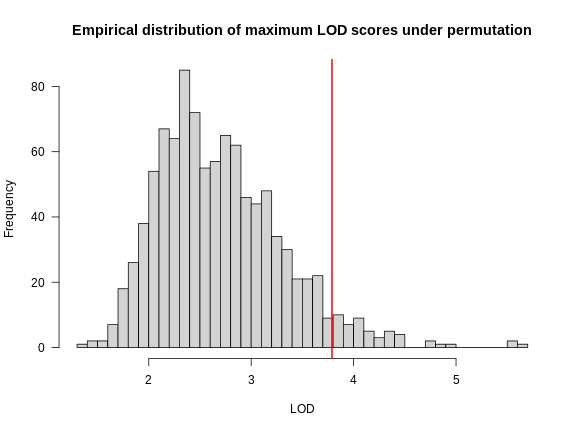 Empirical distribution of maximum LOD scores under permutation
Frequency
80
60
40
20
0
2 3 4 5
LOD